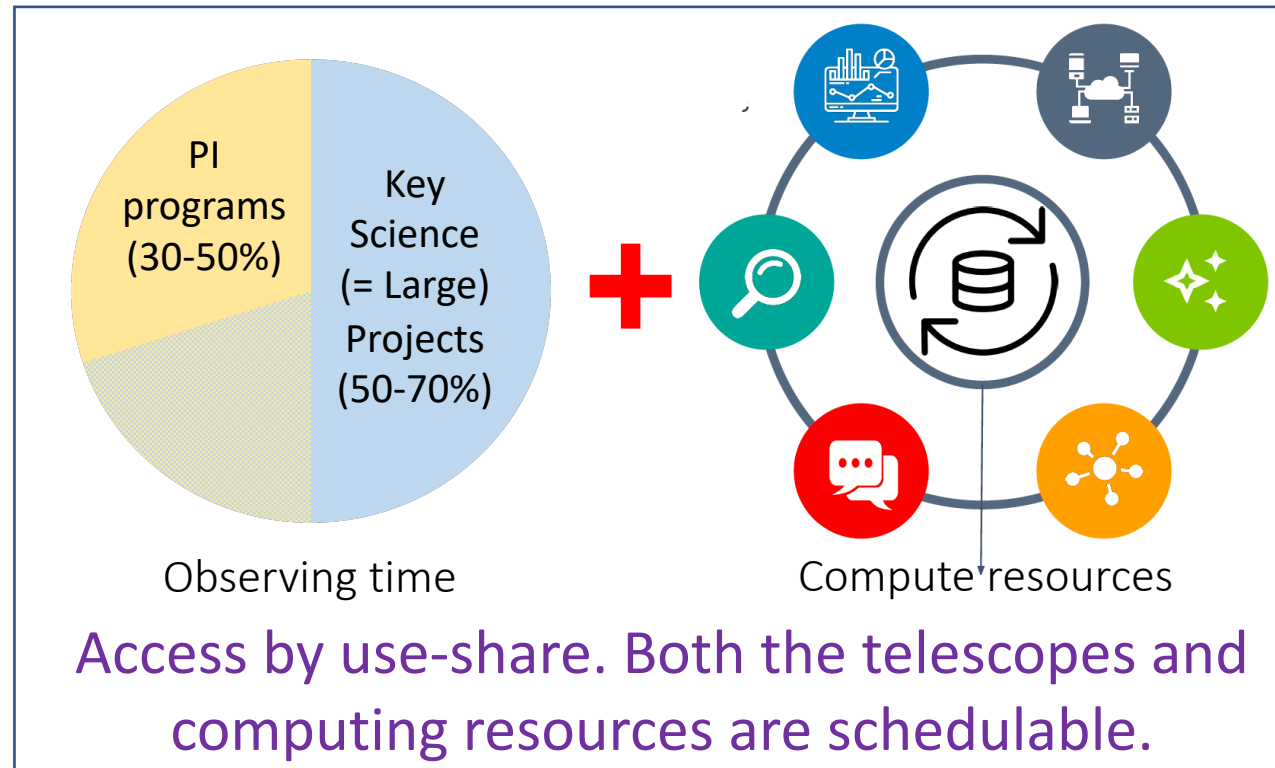 PI
programs
(30-50%)
Key
Science
(= Large)
Projects
(50-70%)
Observing time
Compute resources
Access by use-share. Both the telescopes and
computing resources are schedulable.